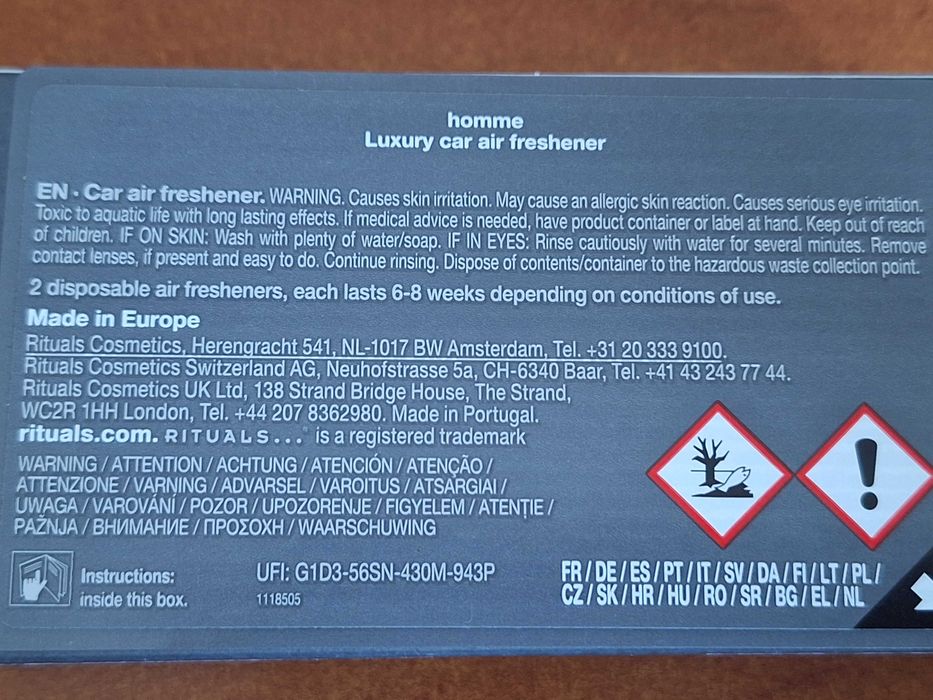 homme
Luxury car air freshener
EN · Car air freshener. WARNING. Causes skin irritation. May cause an allergic skin reaction. Causes serious eye irritation.
Toxic to aquatic life with long lasting effects. If medical advice is needed, have product container or label at hand. Keep out of reach
of children. IF ON SKIN: Wash with plenty of water/soap. IF IN EYES: Rinse cautiously with water for several minutes. Remove
contact lenses, if present and easy to do. Continue rinsing. Dispose of contents/container to the hazardous waste collection point.
2 disposable air fresheners, each lasts 6-8 weeks depending on conditions of use.
Made in Europe
Rituals Cosmetics, Herengracht 541, NL-1017 BW Amsterdam, Tel. +31 20 333 9100.
Rituals Cosmetics Switzerland AG, Neuhofstrasse 5a, CH-6340 Baar, Tel. +41 43 243 77 44.
Rituals Cosmetics UK Ltd, 138 Strand Bridge House, The Strand,
WC2R 1HH London, Tel. +44 207 8362980. Made in Portugal.
rituals.com. RITUALS... is a registered trademark
WARNING / ATTENTION / ACHTUNG / ATENCIÓN / ATENÇÃO /
ATTENZIONE / VARNING / ADVARSEL / VAROITUS / ATSARGIAI /
UWAGA / VAROVÁNÍ / POZOR / UPOZORENJE / FIGYELEM / ATENȚIE /
PAŽNJA / ВНИМАНИЕ / ΠΡΟΣΟΧΗ / WAARSCHUWING
Instructions:
inside this box.
UFI: G1D3-56SN-430M-943P
1118505
FR / DE / ES / PT / IT / SV / DA / FI / LT / PL /
CZ / SK / HR / HU / RO / SR / BG / EL / NL